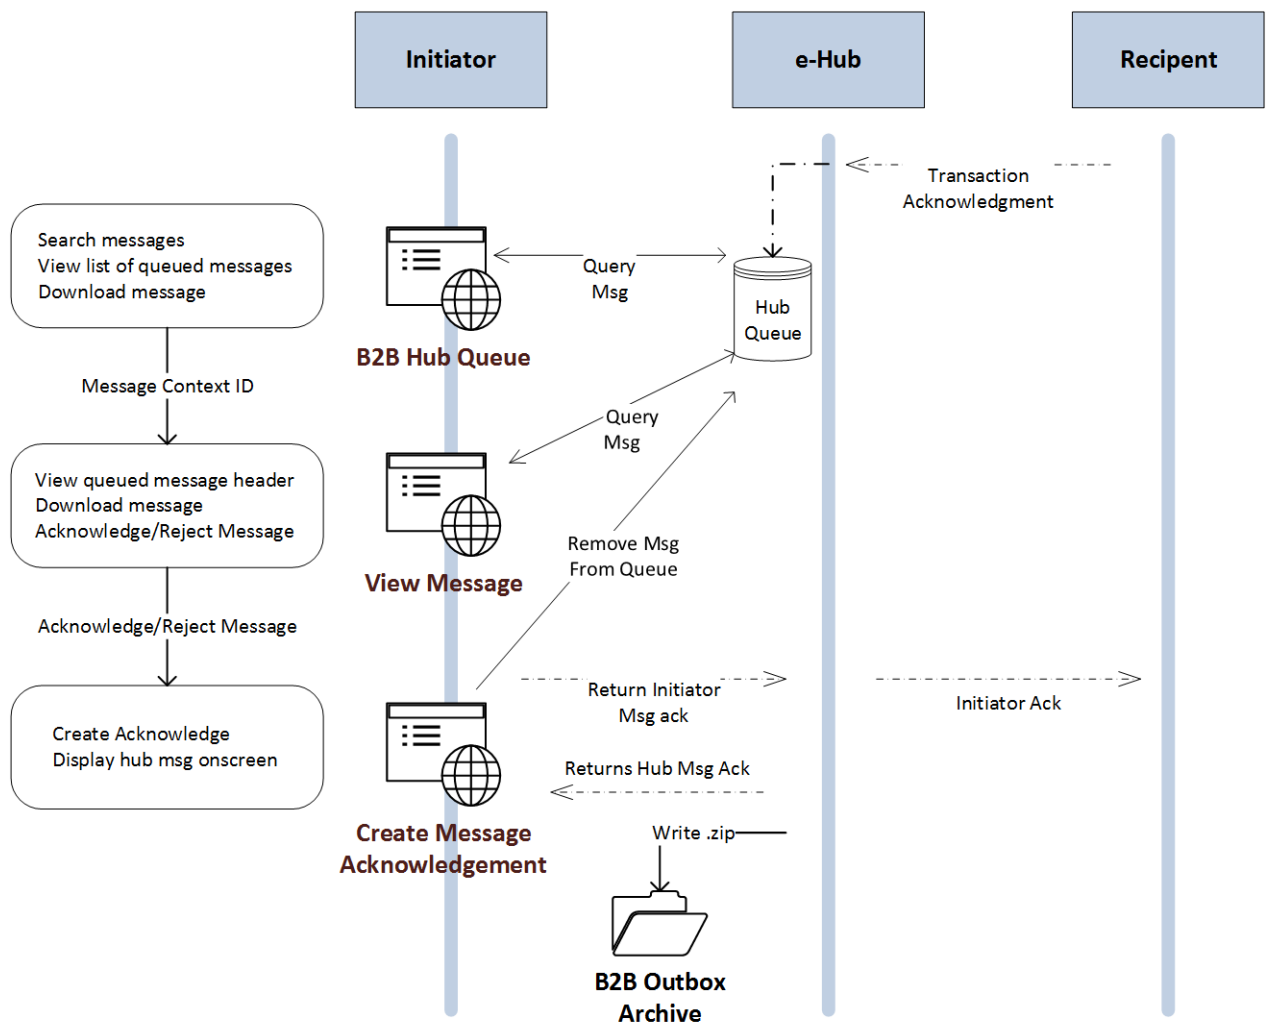 Initiator
e-Hub
Recipent
Transaction
Acknowledgment
Search messages
View list of queued messages
Download message
Query
Msg
Hub
Queue
B2B Hub Queue
Message Context ID
Query
Msg
View queued message header
Download message
Acknowledge/Reject Message
Remove Msg
From Queue
View Message
Acknowledge/Reject Message
Return Initiator
Msg ack
Initiator Ack
Create Acknowledge
Display hub msg onscreen
Returns Hub Msg Ack
Create Message
Acknowledgement
Write .zip
B2B Outbox
Archive